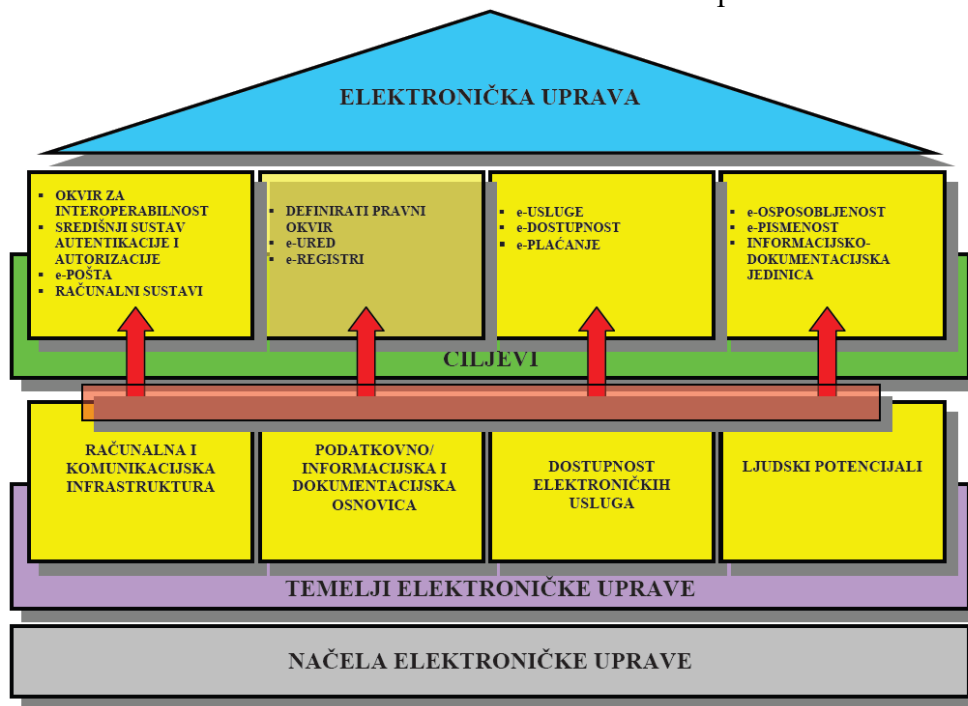 ELEKTRONIČKA UPRAVA
▪ OKVIR ZA
INTEROPERABILNOST
▪ SREDIŠNJI SUSTAV
AUTENTIKACIJE I
AUTORIZACIJE
▪ e-POŠTA
▪ RAČUNALNI SUSTAVI
▪ DEFINIRATI PRAVNI
OKVIR
▪ e-URED
▪ e-REGISTRI
▪ e-USLUGE
▪ e-DOSTUPNOST
▪ e-PLAĆANJE
▪ e-OSPOSOBLJENOST
▪ e-PISMENOST
▪ INFORMACIJSKO-
DOKUMENTACIJSKA
JEDINICA
CILJEVI
RAČUNALNA I
KOMUNIKACIJSKA
INFRASTRUKTURA
PODATKOVNO/
INFORMACIJSKA I
DOKUMENTACIJSKA
OSNOVICA
DOSTUPNOST
ELEKTRONIČKIH
USLUGA
LJUDSKI POTENCIJALI
TEMELJI ELEKTRONIČKE UPRAVE
NAČELA ELEKTRONIČKE UPRAVE